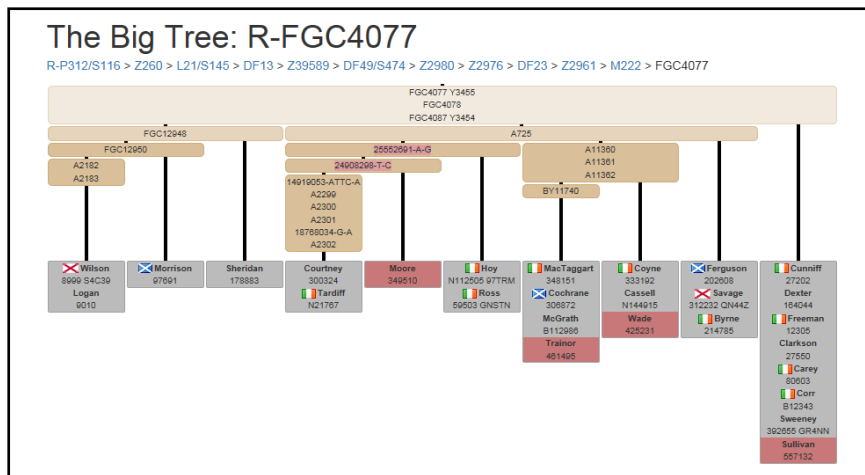 The Big Tree: R-FGC4077
R-P312/S116 > Z260 > L21/S145 > DF13 > Z39589 > DF49/S474 > Z2980 > Z2976 > DF23 > Z2961 > M222 > FGC4077
FGC4077 Y3455
FGC4078
FGC4087 Y3454
FGC12948
A725
FGC12950
25552691-A-G
A11360
A11361
A11362
A2182
A2183
24908298-T-C
14919053-ATTC-A
A2299
A2300
A2301
18768034-G-A
A2302
BY11740
Wilson
8999 S4C39
Logan
9010
Morrison
97691
Sheridan
178883
Courtney
300324
Tardiff
N21767
Moore
349510
Hoy
N112505 97TRM
Ross
59503 GNSTN
MacTaggart
348151
Cochrane
306872
McGrath
B112986
Trainor
461495
Coyne
333192
Cassell
N144915
Wade
425231
Ferguson
202608
Savage
312232 QN44Z
Byrne
214785
Cunniff
27202
Dexter
164044
Freeman
12305
Clarkson
27550
Carey
80603
Corr
B12343
Sweeney
392655 GR4NN
Sullivan
557132